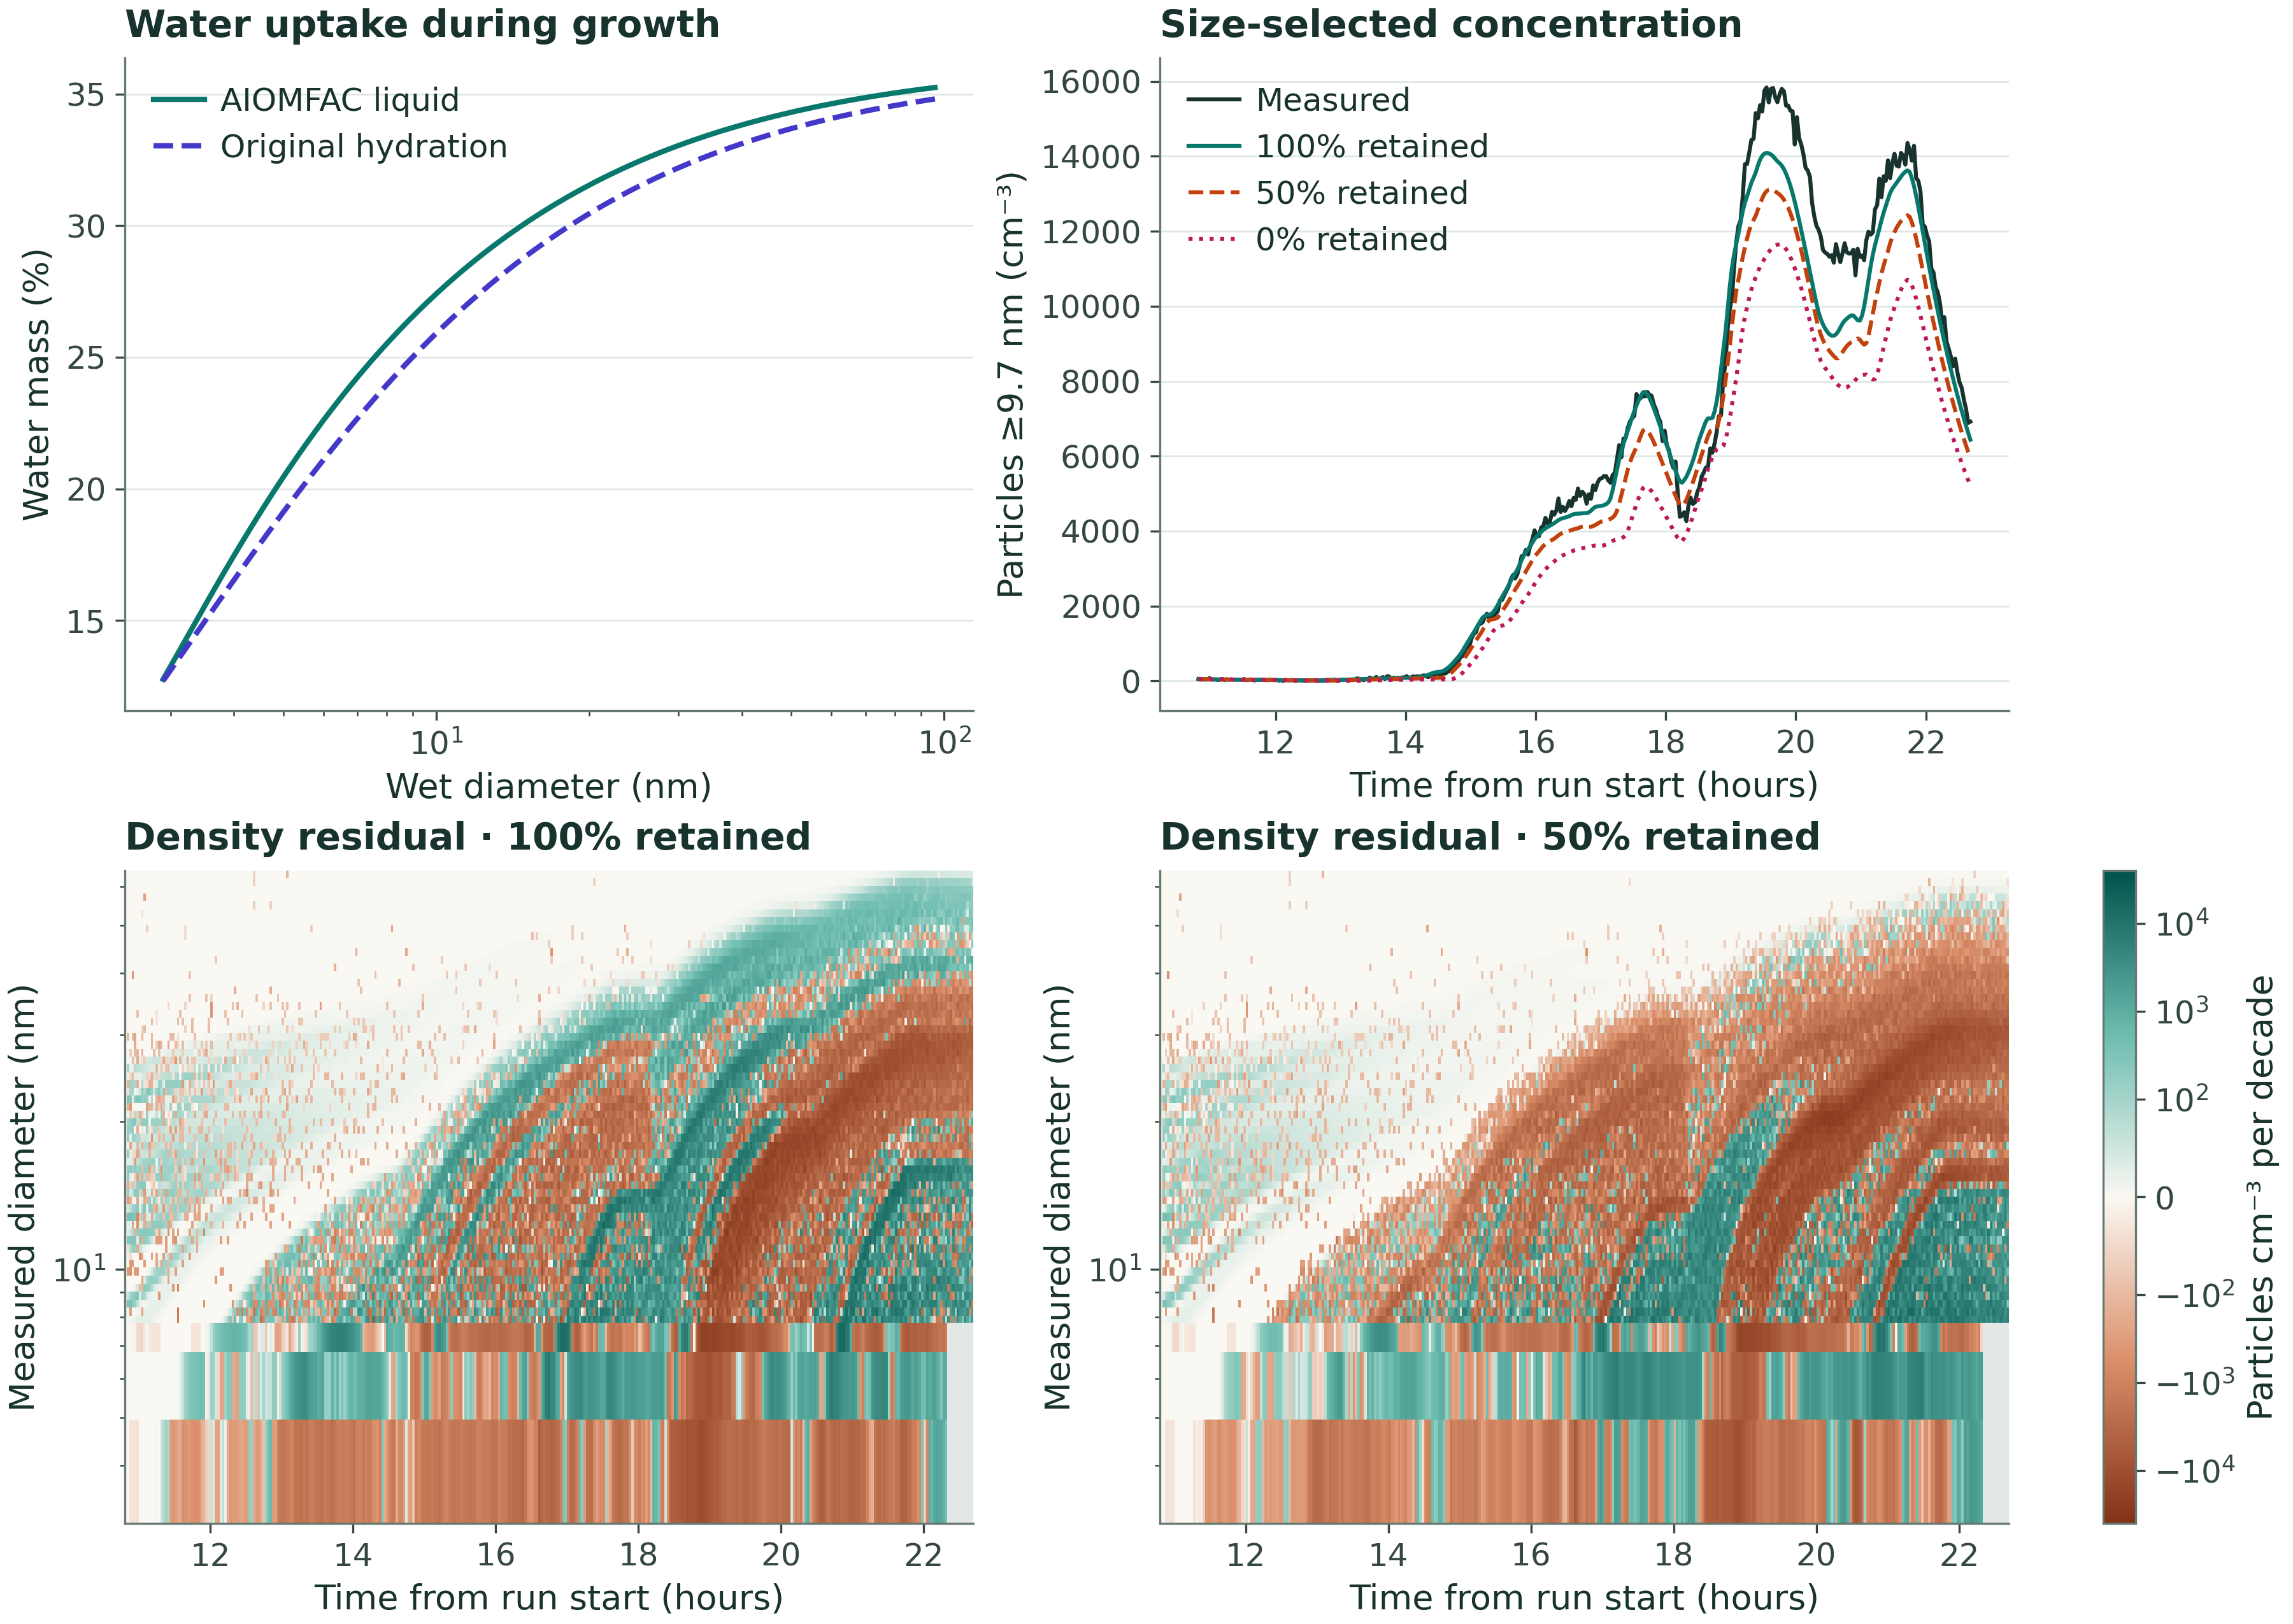 Water uptake during growth
AIOMFAC liquid
Original hydration
35
30
25
20
15
Water mass (%)
10¹
10²
Wet diameter (nm)
Size-selected concentration
Measured
100% retained
50% retained
0% retained
16000
14000
12000
10000
8000
6000
4000
2000
0
Particles ≥9.7 nm (cm⁻³)
12
14
16
18
20
22
Time from run start (hours)
Density residual · 100% retained
10¹
Measured diameter (nm)
12
14
16
18
20
22
Time from run start (hours)
Density residual · 50% retained
10¹
Measured diameter (nm)
12
14
16
18
20
22
Time from run start (hours)
10⁴
10³
10²
0
−10²
−10³
−10⁴
Particles cm⁻³ per decade